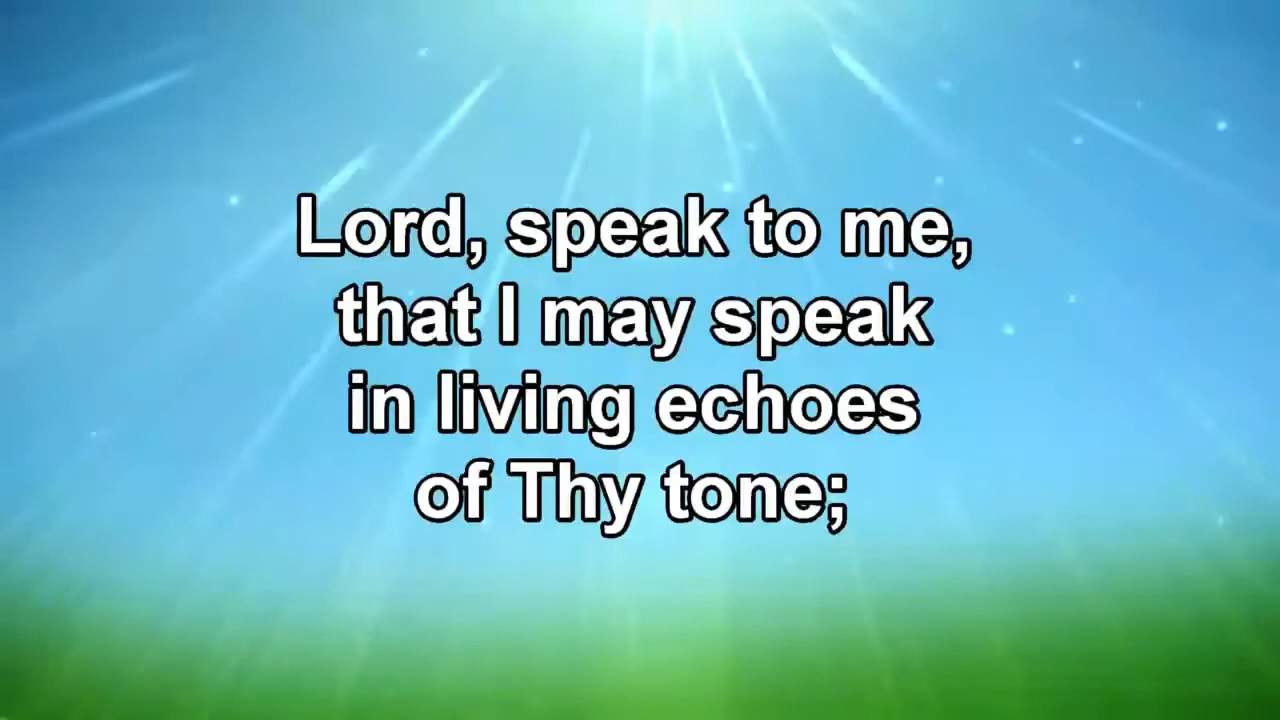 Lord, speak to me,
that I may speak
in living echoes
of Thy tone;